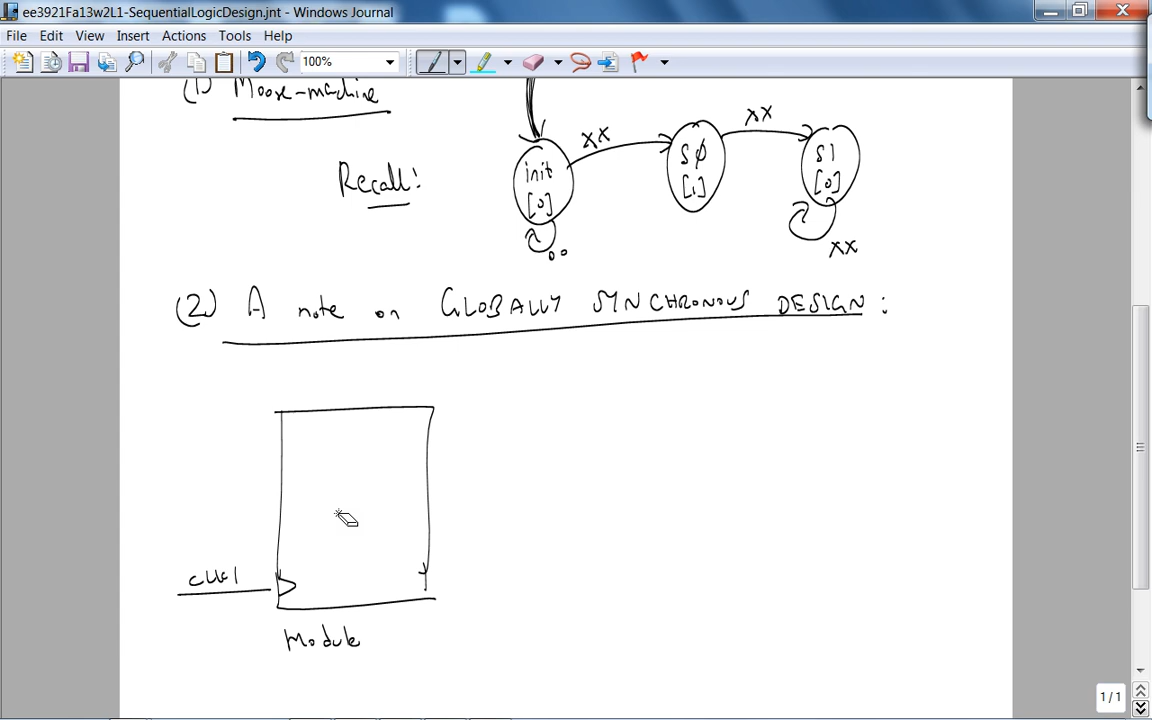 ee3921Fa13w2L1-SequentialLogicDesign.jnt - Windows Journal
File Edit View Insert Actions Tools Help
100%
(1) Moore-machine
XX
XX
Recall:
init
[0]
S0
[1]
S1
[0]
00
XX
(2) A note on GLOBALLY SYNCHRONOUS DESIGN:
clk1
Module
1 / 1